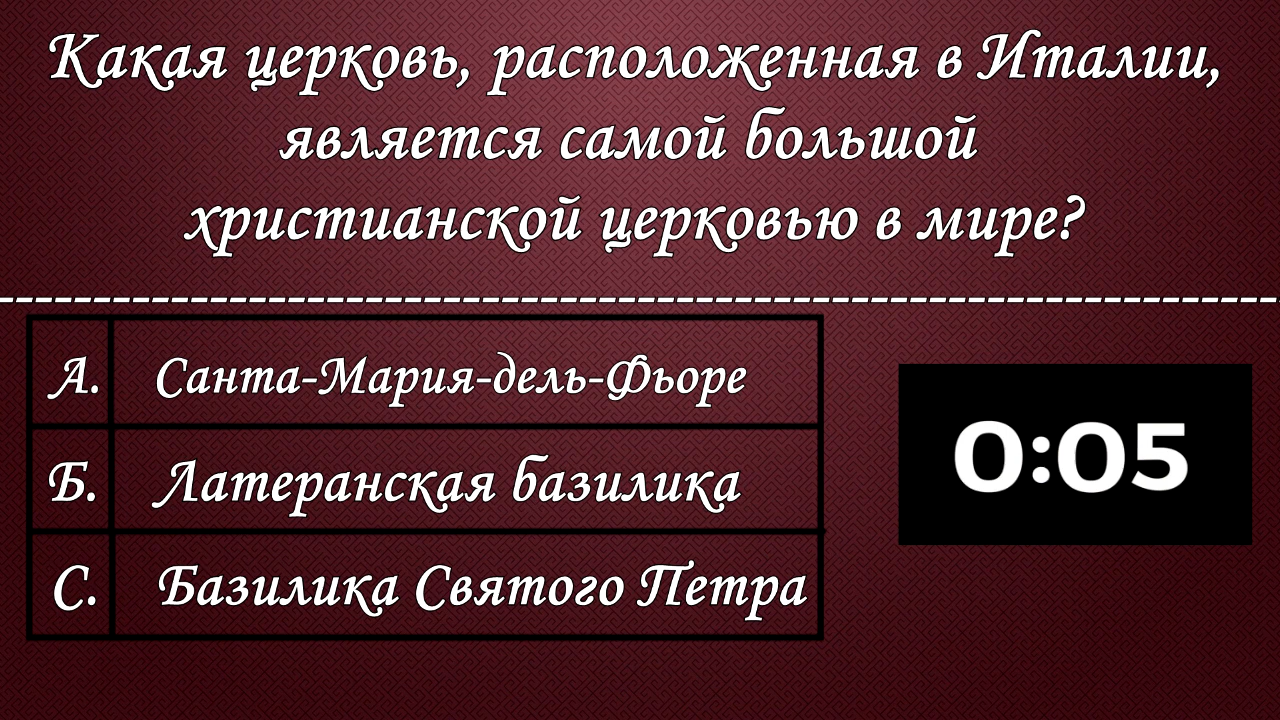 Какая церковь, расположенная в Италии,
является самой большой
христианской церковью в мире?
А. Санта-Мария-дель-Фьоре
Б. Латеранская базилика
С. Базилика Святого Петра
0:05